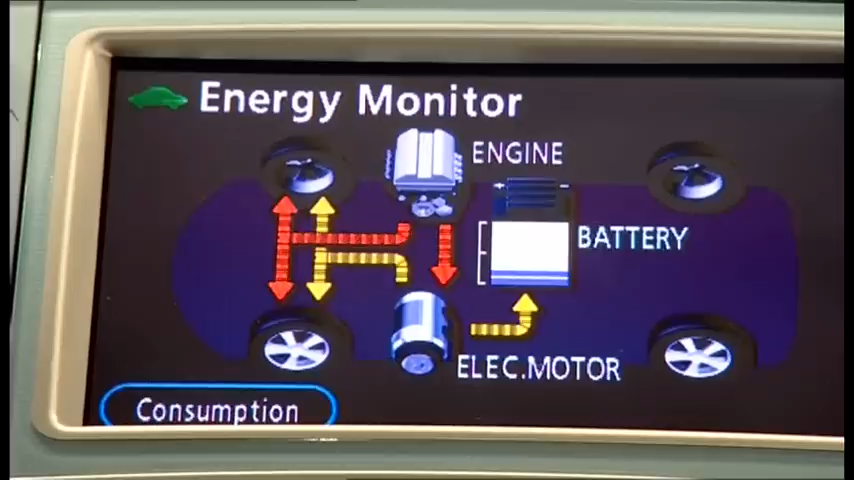 Energy Monitor
ENGINE
BATTERY
ELEC.MOTOR
Consumption